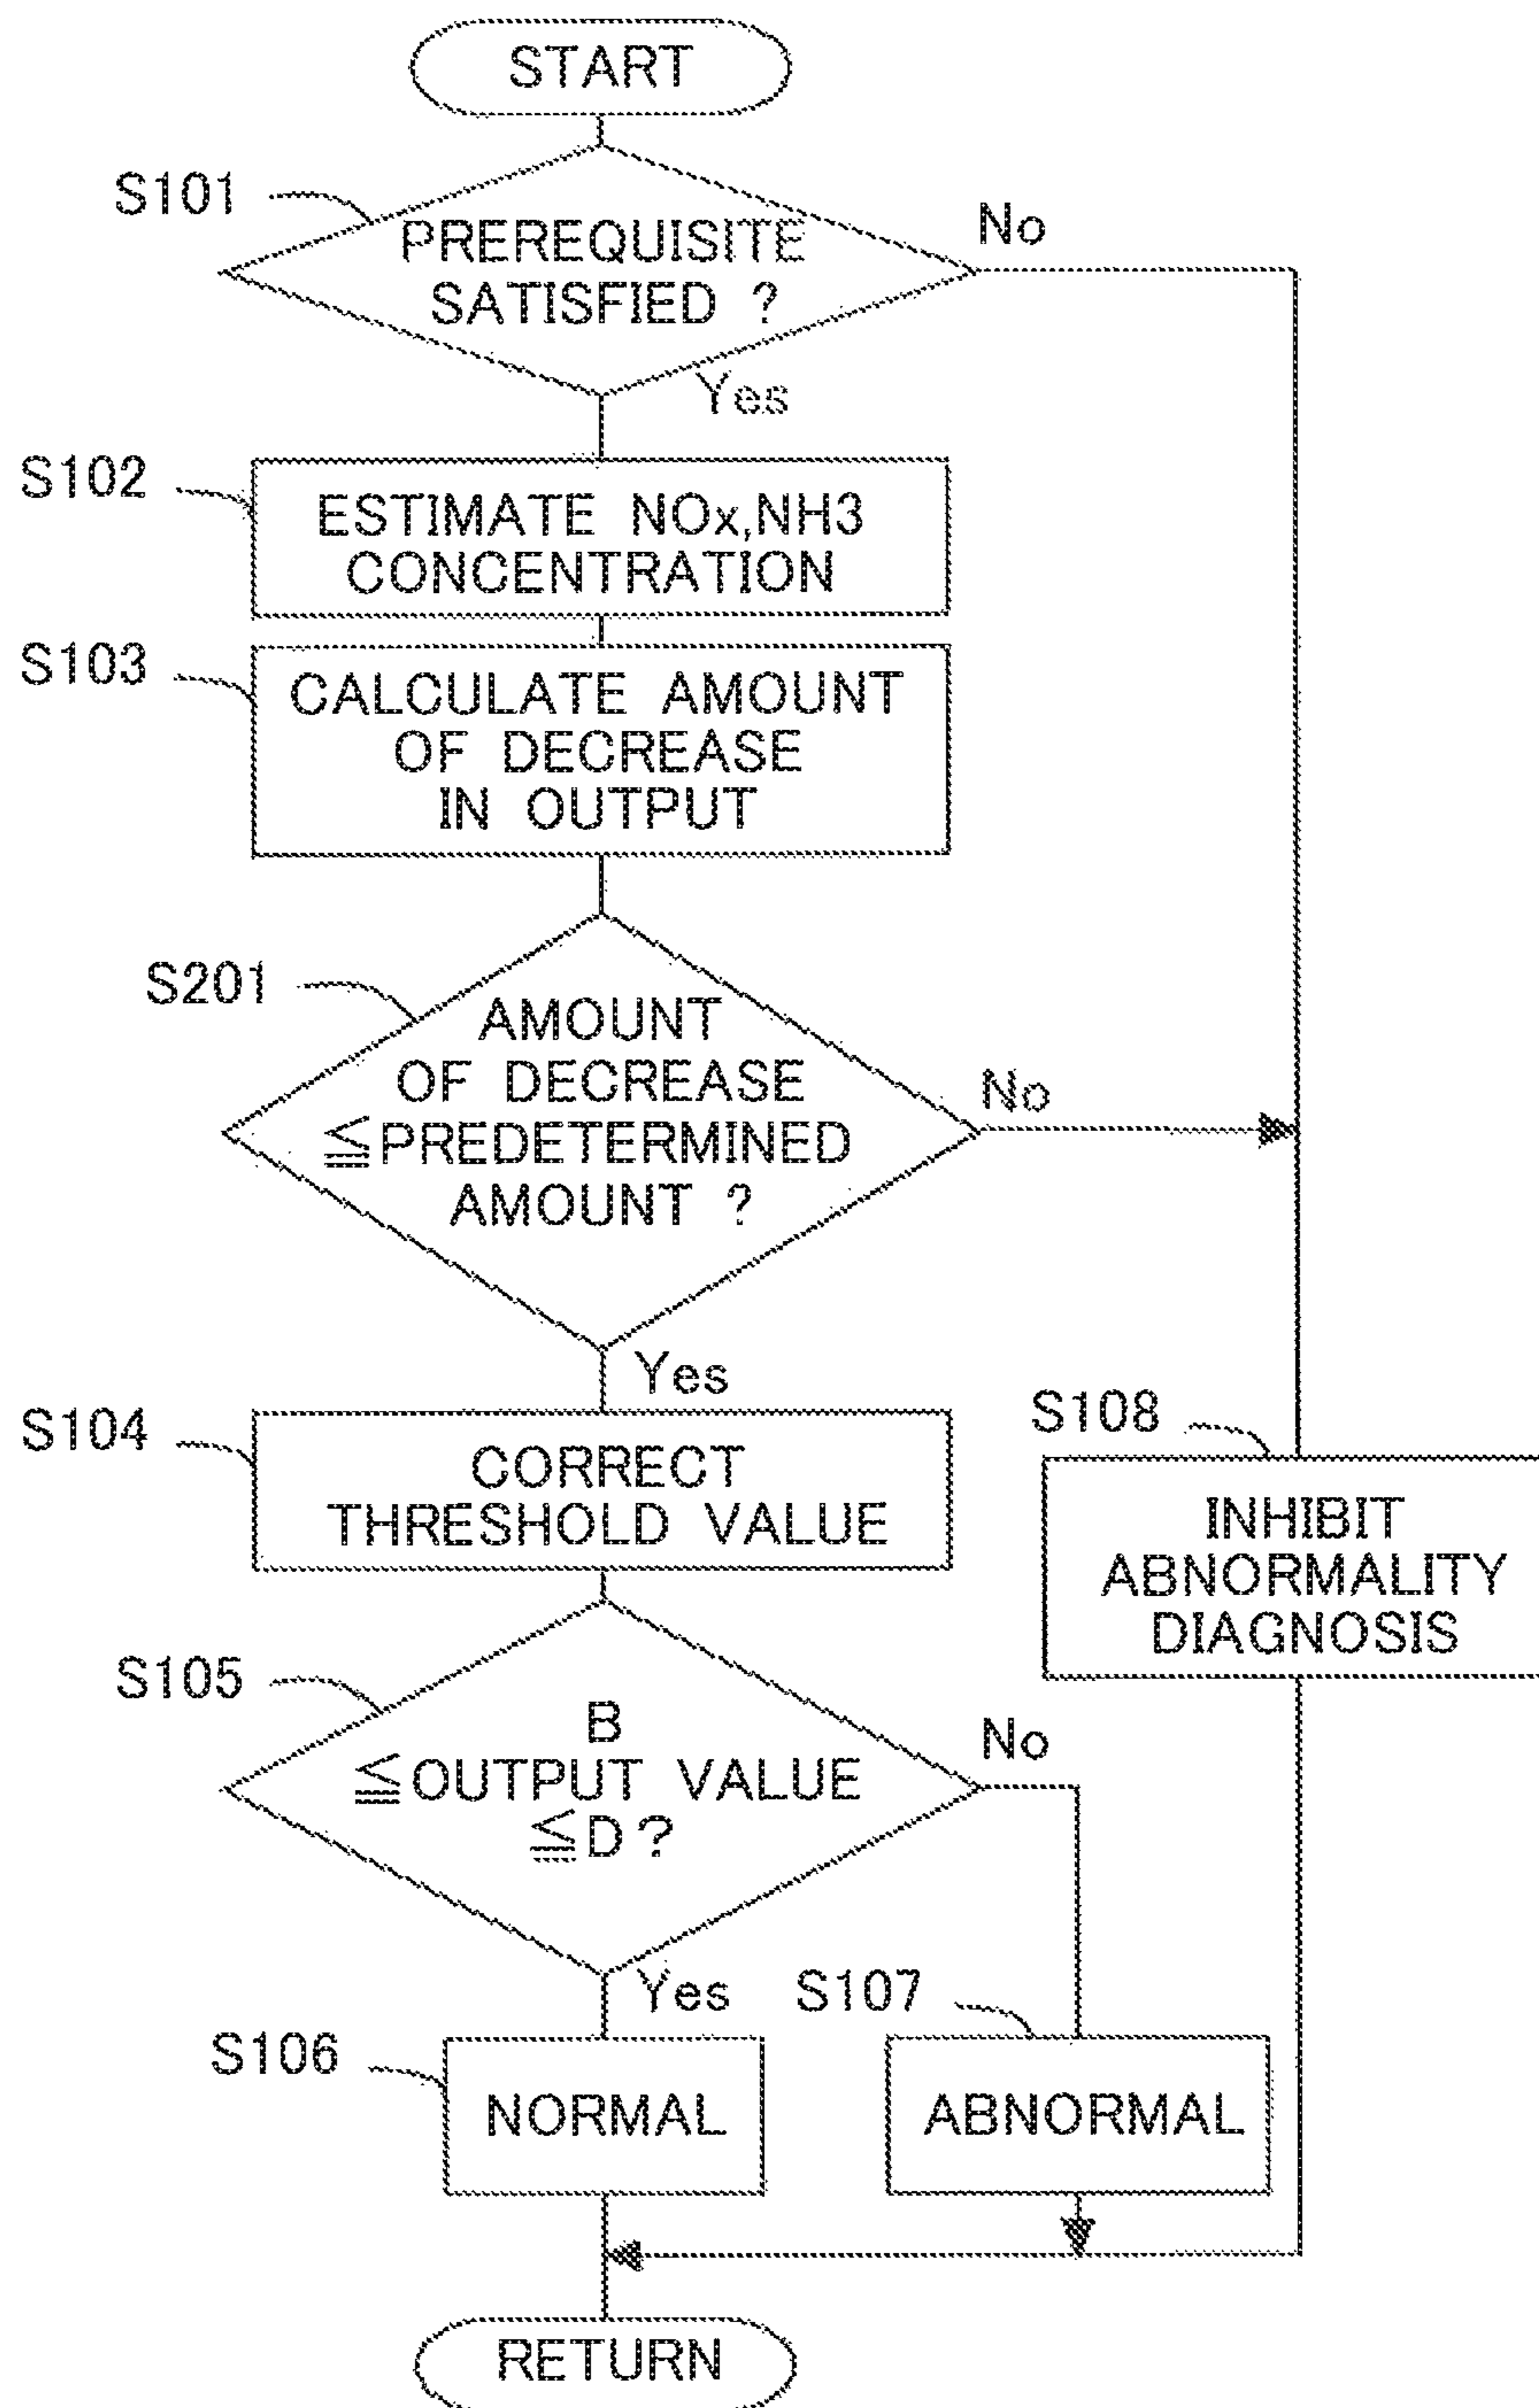 START
S101
PREREQUISITE
SATISFIED ?
No
Yes
S102
ESTIMATE NOx,NH3
CONCENTRATION
S103
CALCULATE AMOUNT
OF DECREASE
IN OUTPUT
S201
AMOUNT
OF DECREASE
≦PREDETERMINED
AMOUNT ?
No
Yes
S104
CORRECT
THRESHOLD VALUE
S108
INHIBIT
ABNORMALITY
DIAGNOSIS
S105
B
≦OUTPUT VALUE
≦D?
No
Yes
S106
NORMAL
S107
ABNORMAL
RETURN